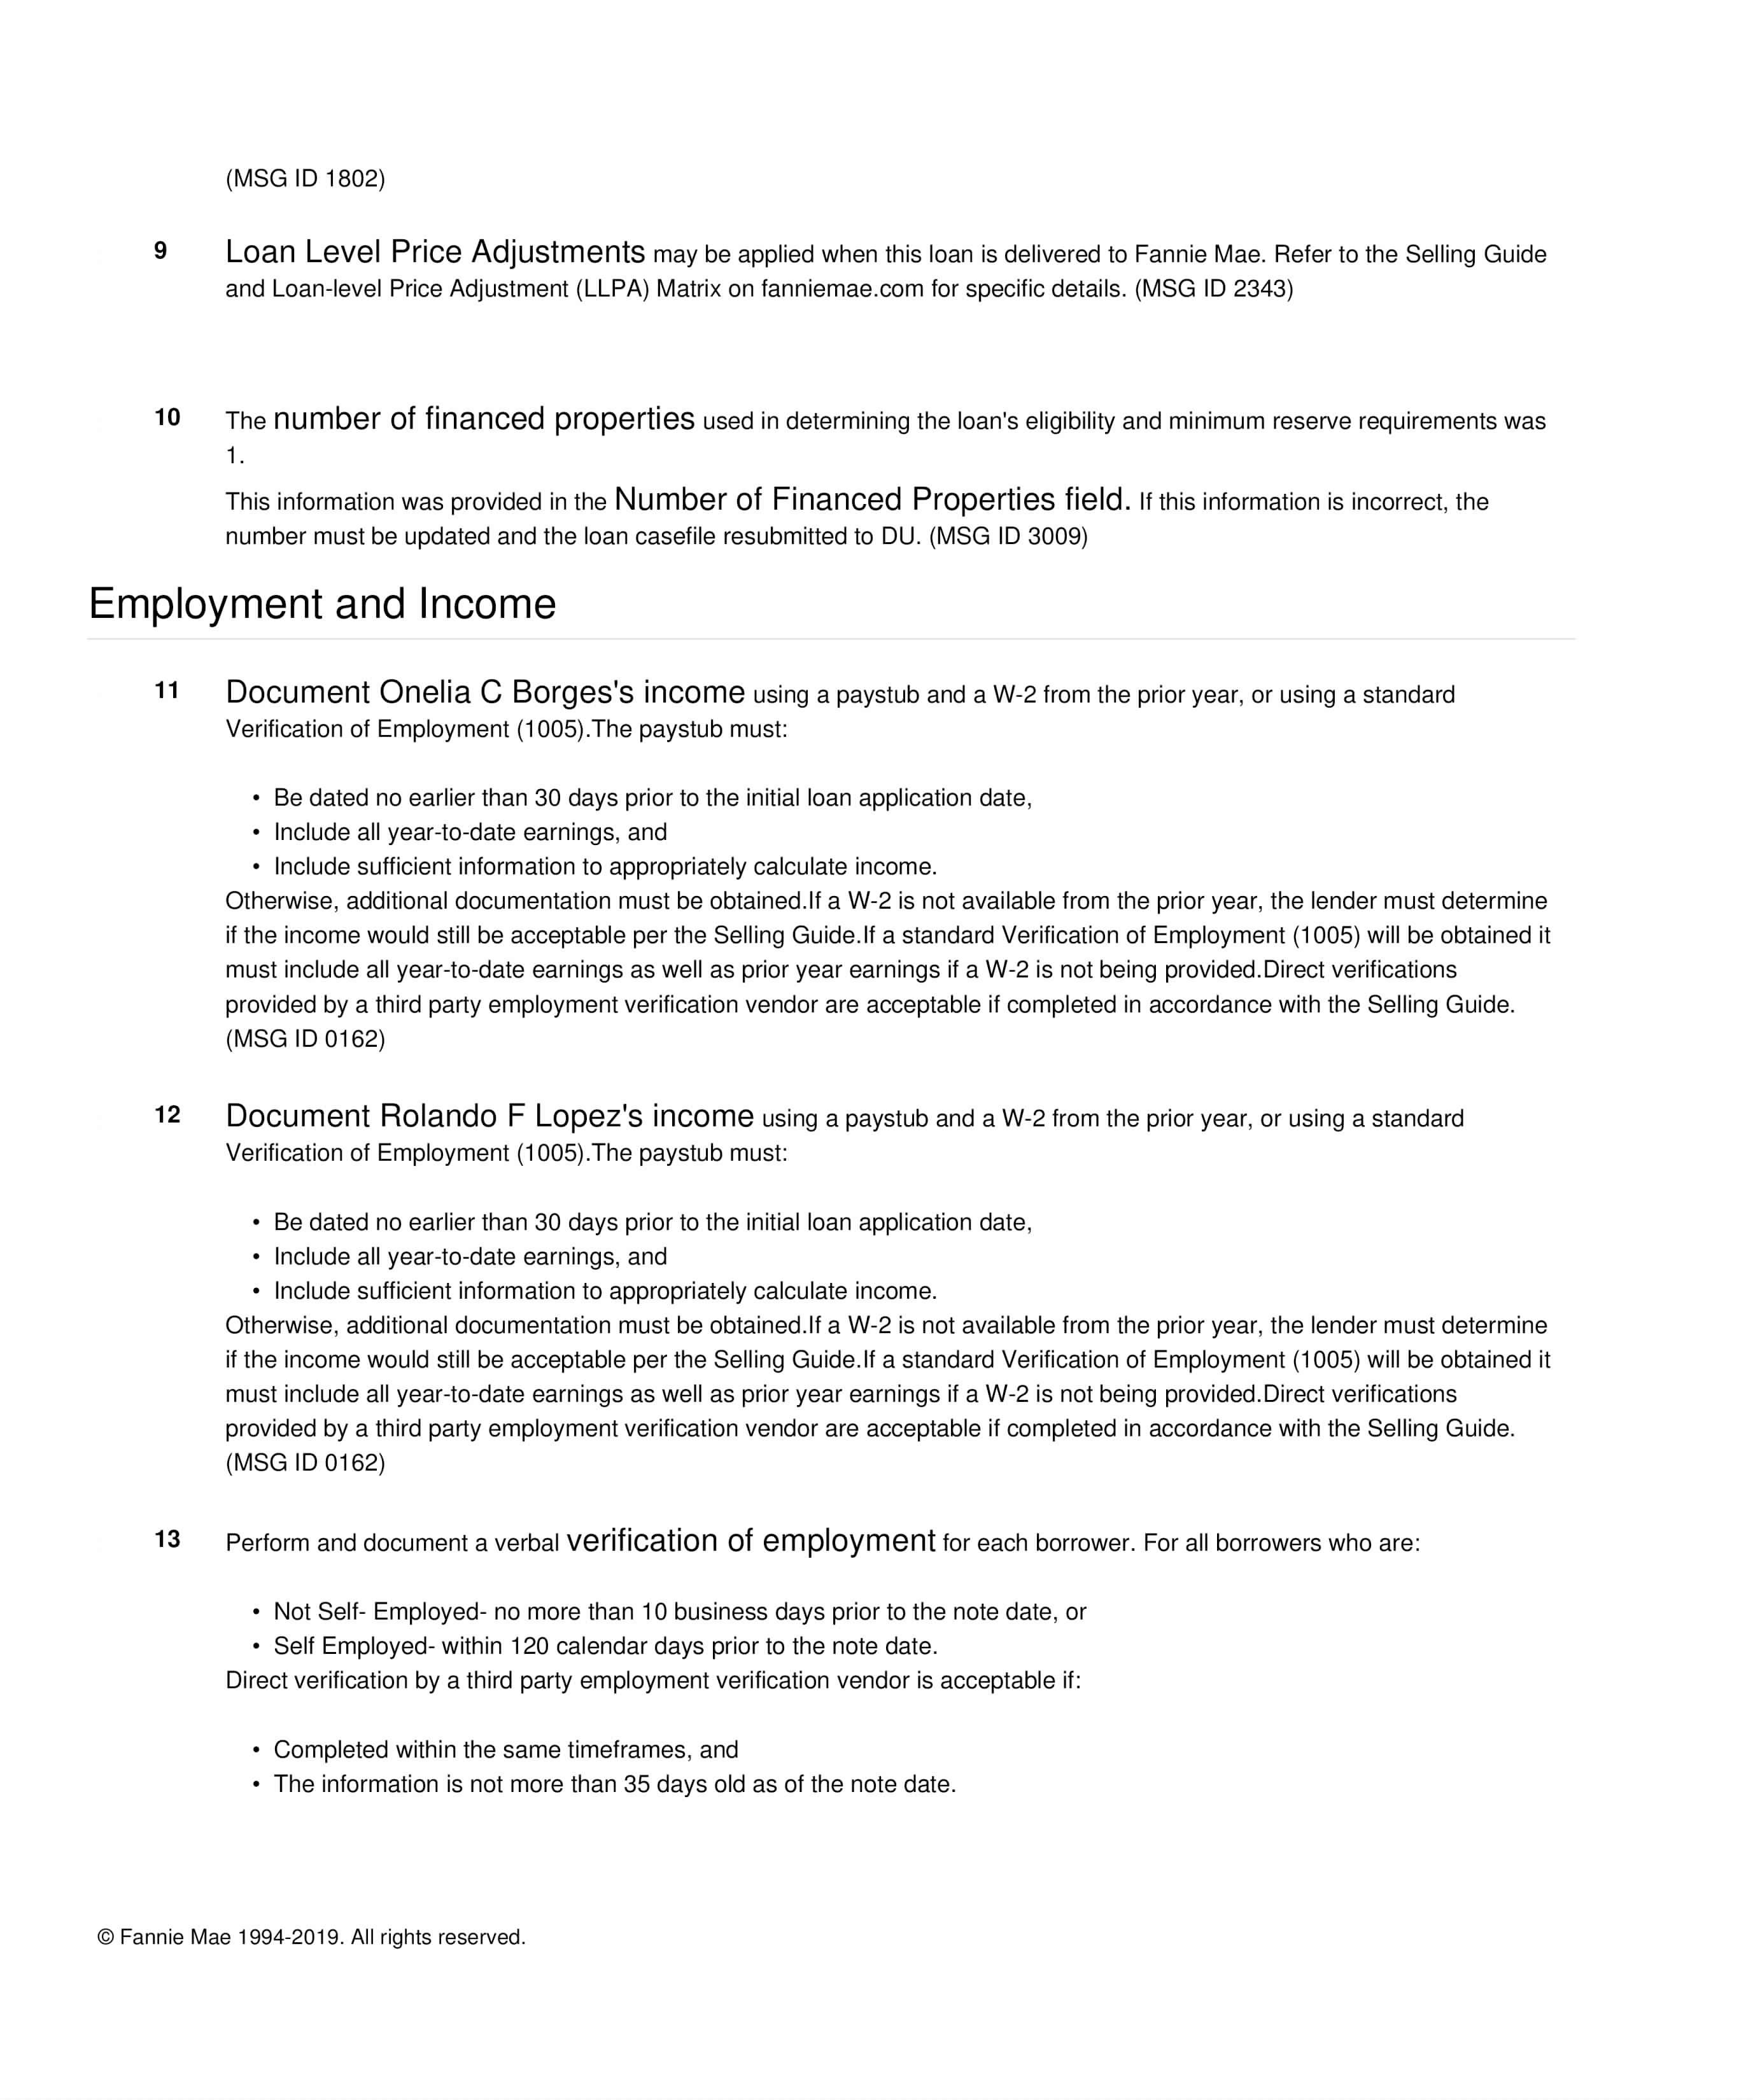 (MSG ID 1802)
9 Loan Level Price Adjustments may be applied when this loan is delivered to Fannie Mae. Refer to the Selling Guide
and Loan-level Price Adjustment (LLPA) Matrix on fanniemae.com for specific details. (MSG ID 2343)
10 The number of financed properties used in determining the loan's eligibility and minimum reserve requirements was
1.
This information was provided in the Number of Financed Properties field. If this information is incorrect, the
number must be updated and the loan casefile resubmitted to DU. (MSG ID 3009)
Employment and Income
11 Document Onelia C Borges's income using a paystub and a W-2 from the prior year, or using a standard
Verification of Employment (1005).The paystub must:
• Be dated no earlier than 30 days prior to the initial loan application date,
• Include all year-to-date earnings, and
• Include sufficient information to appropriately calculate income.
Otherwise, additional documentation must be obtained.If a W-2 is not available from the prior year, the lender must determine
if the income would still be acceptable per the Selling Guide.If a standard Verification of Employment (1005) will be obtained it
must include all year-to-date earnings as well as prior year earnings if a W-2 is not being provided.Direct verifications
provided by a third party employment verification vendor are acceptable if completed in accordance with the Selling Guide.
(MSG ID 0162)
12 Document Rolando F Lopez's income using a paystub and a W-2 from the prior year, or using a standard
Verification of Employment (1005).The paystub must:
• Be dated no earlier than 30 days prior to the initial loan application date,
• Include all year-to-date earnings, and
• Include sufficient information to appropriately calculate income.
Otherwise, additional documentation must be obtained.If a W-2 is not available from the prior year, the lender must determine
if the income would still be acceptable per the Selling Guide.If a standard Verification of Employment (1005) will be obtained it
must include all year-to-date earnings as well as prior year earnings if a W-2 is not being provided.Direct verifications
provided by a third party employment verification vendor are acceptable if completed in accordance with the Selling Guide.
(MSG ID 0162)
13 Perform and document a verbal verification of employment for each borrower. For all borrowers who are:
• Not Self- Employed- no more than 10 business days prior to the note date, or
• Self Employed- within 120 calendar days prior to the note date.
Direct verification by a third party employment verification vendor is acceptable if:
• Completed within the same timeframes, and
• The information is not more than 35 days old as of the note date.
© Fannie Mae 1994-2019. All rights reserved.